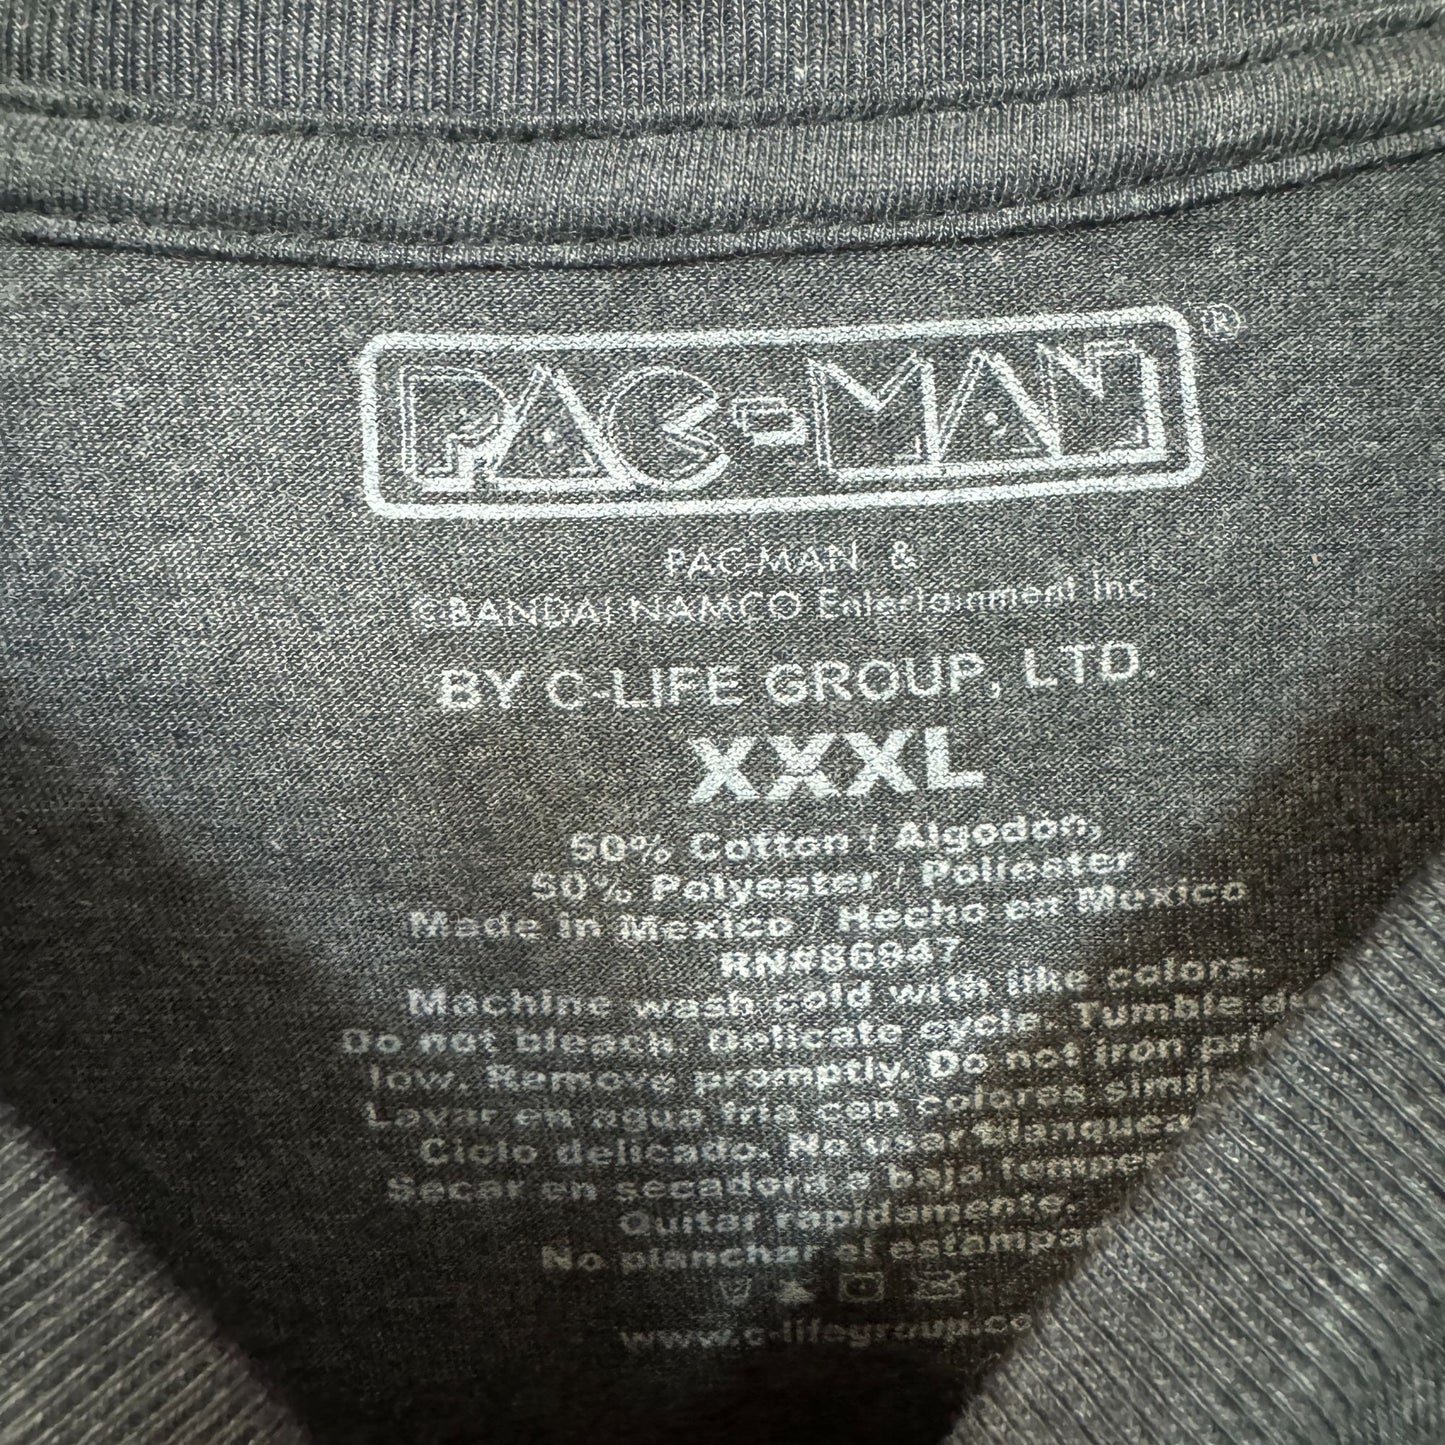 PAC-MAN®
PAC-MAN &
©BANDAI NAMCO Entertainment Inc.
BY C-LIFE GROUP, LTD.
XXXL
50% Cotton / Algodon,
50% Polyester / Poliester
Made in Mexico / Hecho en Mexico
RN#86947
Machine wash cold with like colors.
Do not bleach. Delicate cycle. Tumble
low. Remove promptly. Do not iron
Lavar en agua fria con colores
Ciclo delicado. No usar
Secar en secadora a baja
Quitar rapidamente.
No planchar el
www.c-lifegroup.co